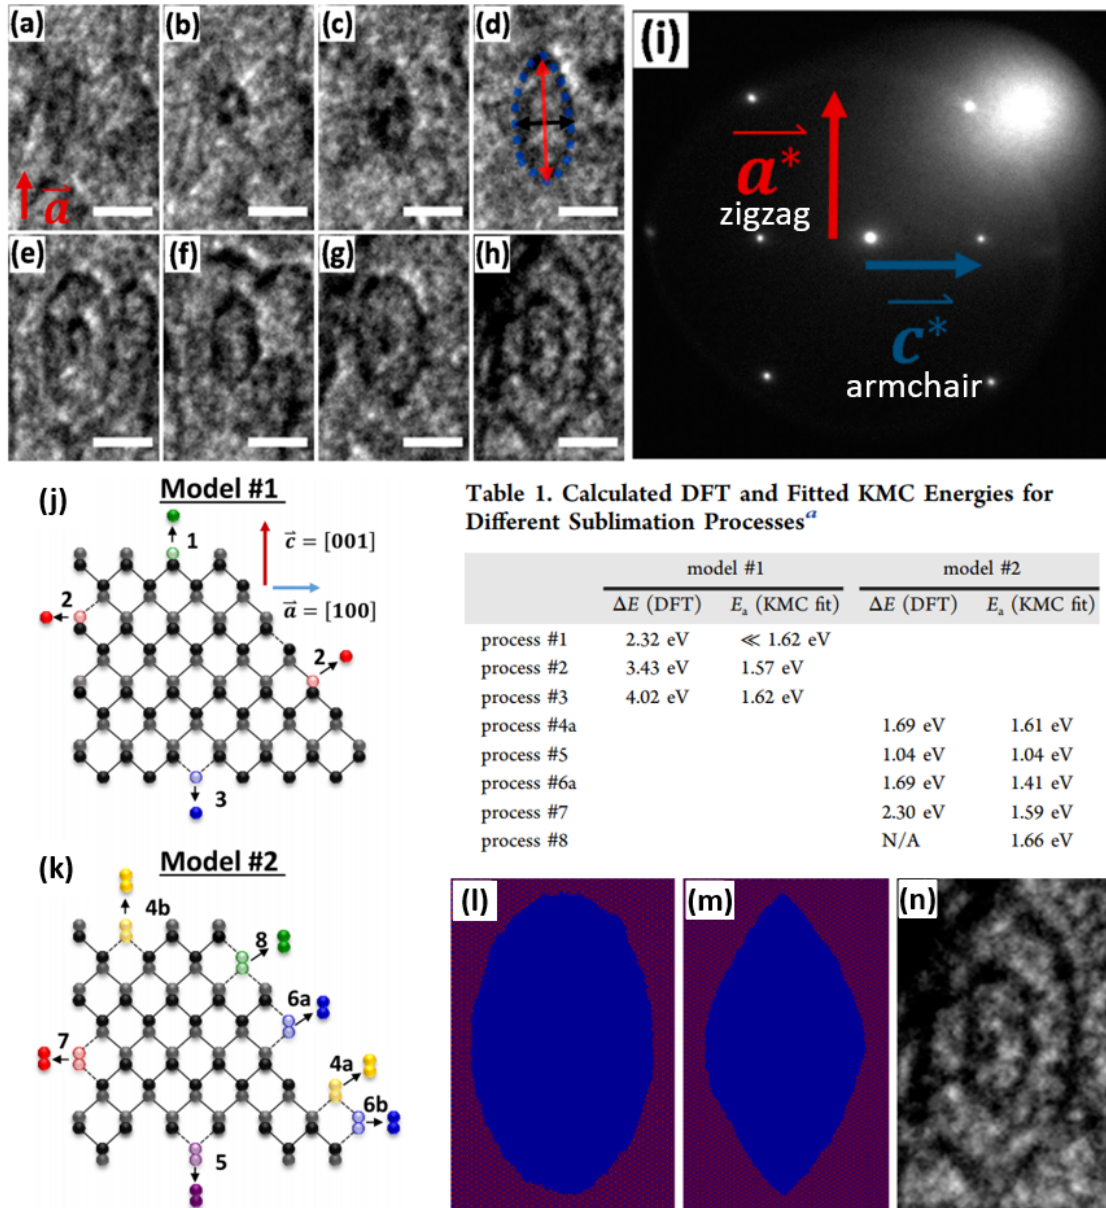 (a)
(b)
(c)
(d)
(i)
a
a*
zigzag
(e)
(f)
(g)
(h)
c*
armchair
(j)
Model #1
1
c = [001]
a = [100]
2
2
3
Table 1. Calculated DFT and Fitted KMC Energies for
Different Sublimation Processes^a
model #1 model #2
ΔE (DFT) E_a (KMC fit) ΔE (DFT) E_a (KMC fit)
process #1 2.32 eV ≪ 1.62 eV
process #2 3.43 eV 1.57 eV
process #3 4.02 eV 1.62 eV
process #4a 1.69 eV 1.61 eV
process #5 1.04 eV 1.04 eV
process #6a 1.69 eV 1.41 eV
process #7 2.30 eV 1.59 eV
process #8 N/A 1.66 eV
(k)
Model #2
4b
8
6a
7
4a
6b
5
(l)
(m)
(n)